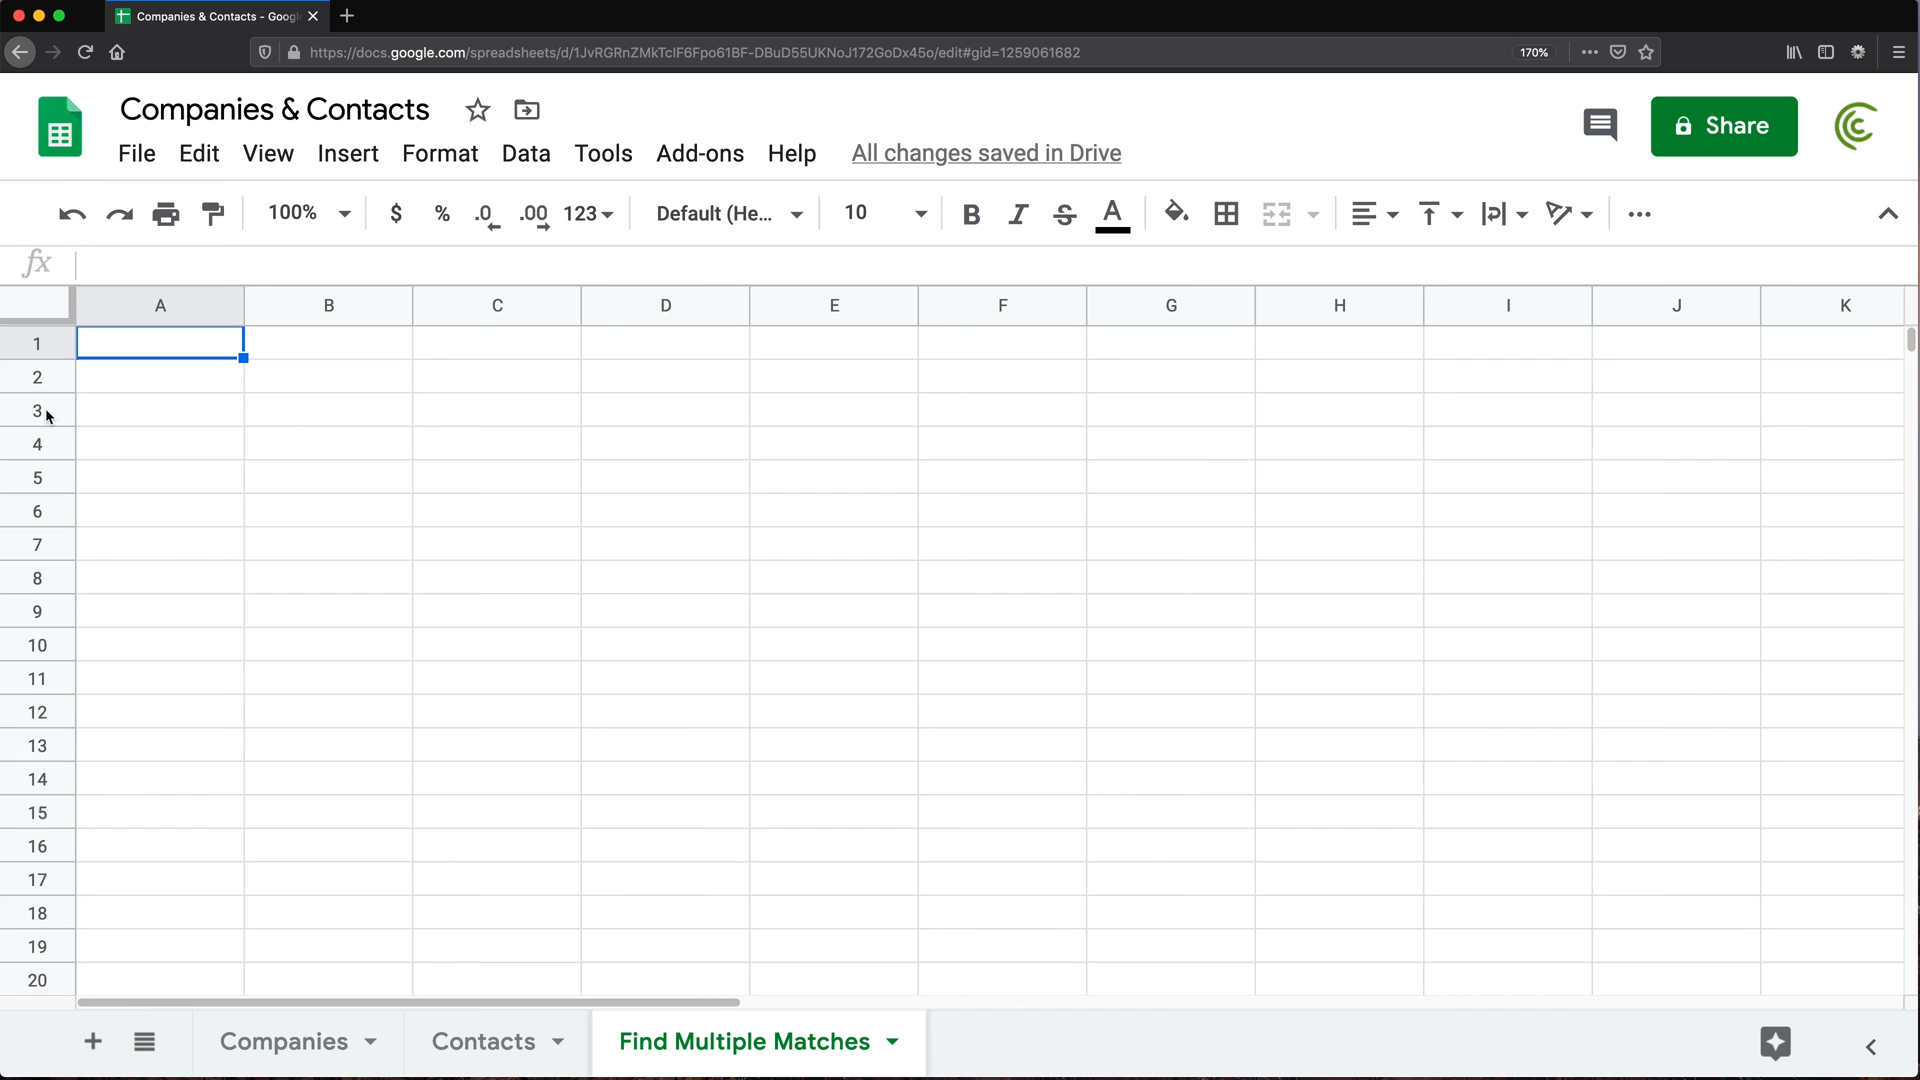 Companies & Contacts - Googl
https://docs.google.com/spreadsheets/d/1JvRGRnZMkTcIF6Fpo61BF-DBuD55UKNoJ172GoDx45o/edit#gid=1259061682 170%
Companies & Contacts
Share
File Edit View Insert Format Data Tools Add-ons Help All changes saved in Drive
100% $ % .0 .00 123 Default (He... 10 B I S A
fx
A B C D E F G H I J K
1
2
3
4
5
6
7
8
9
10
11
12
13
14
15
16
17
18
19
20
Companies Contacts Find Multiple Matches